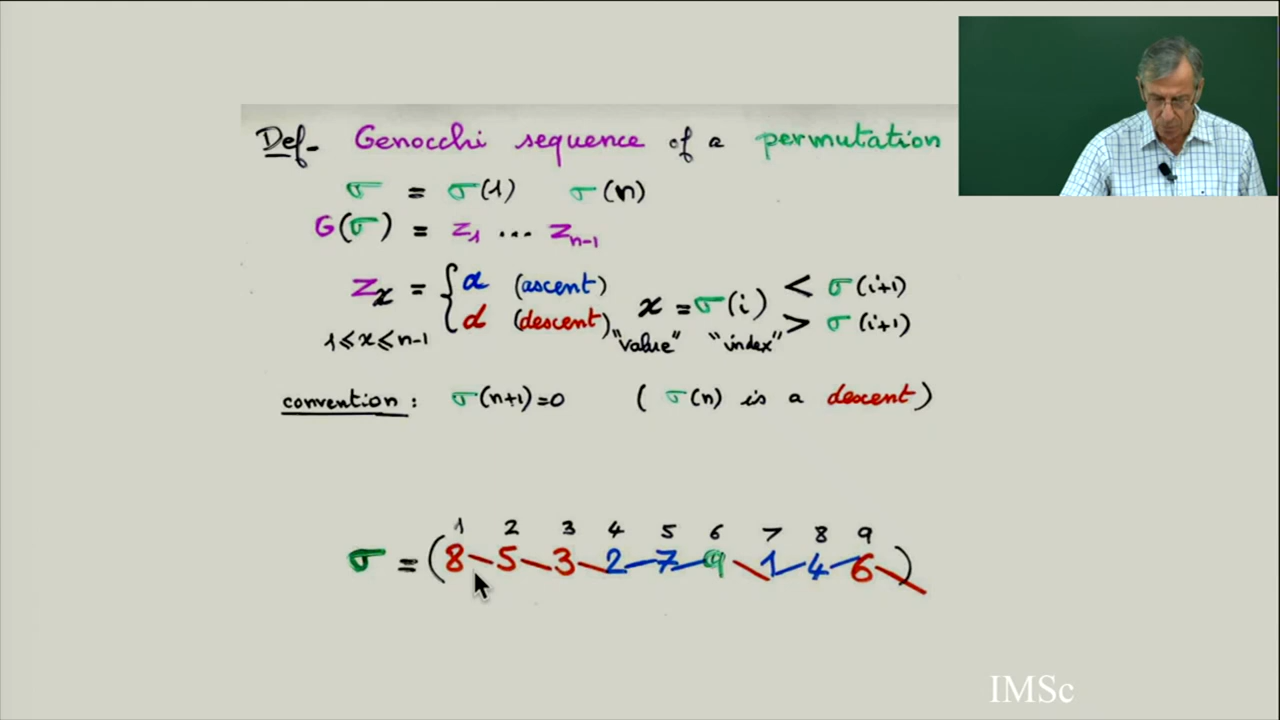 Def- Genocchi sequence of a permutation
σ = σ(1) σ(n)
G(σ) = z₁ ... zₙ₋₁
z_x = { a (ascent) x = σ(i) < σ(i+1)
d (descent) > σ(i+1)
1⩽x⩽n-1 "value" "index"
convention: σ(n+1)=0 ( σ(n) is a descent )
1 2 3 4 5 6 7 8 9
σ = ( 8 5 3 2 7 9 1 4 6 )
IMSc